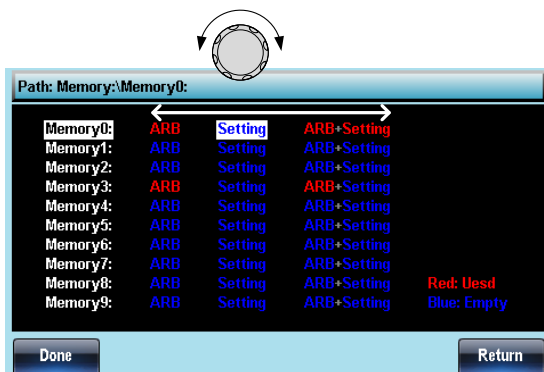 Path: Memory:\Memory0:
Memory0: ARB Setting ARB+Setting
Memory1: ARB Setting ARB+Setting
Memory2: ARB Setting ARB+Setting
Memory3: ARB Setting ARB+Setting
Memory4: ARB Setting ARB+Setting
Memory5: ARB Setting ARB+Setting
Memory6: ARB Setting ARB+Setting
Memory7: ARB Setting ARB+Setting
Memory8: ARB Setting ARB+Setting Red: Uesd
Memory9: ARB Setting ARB+Setting Blue: Empty
Done Return